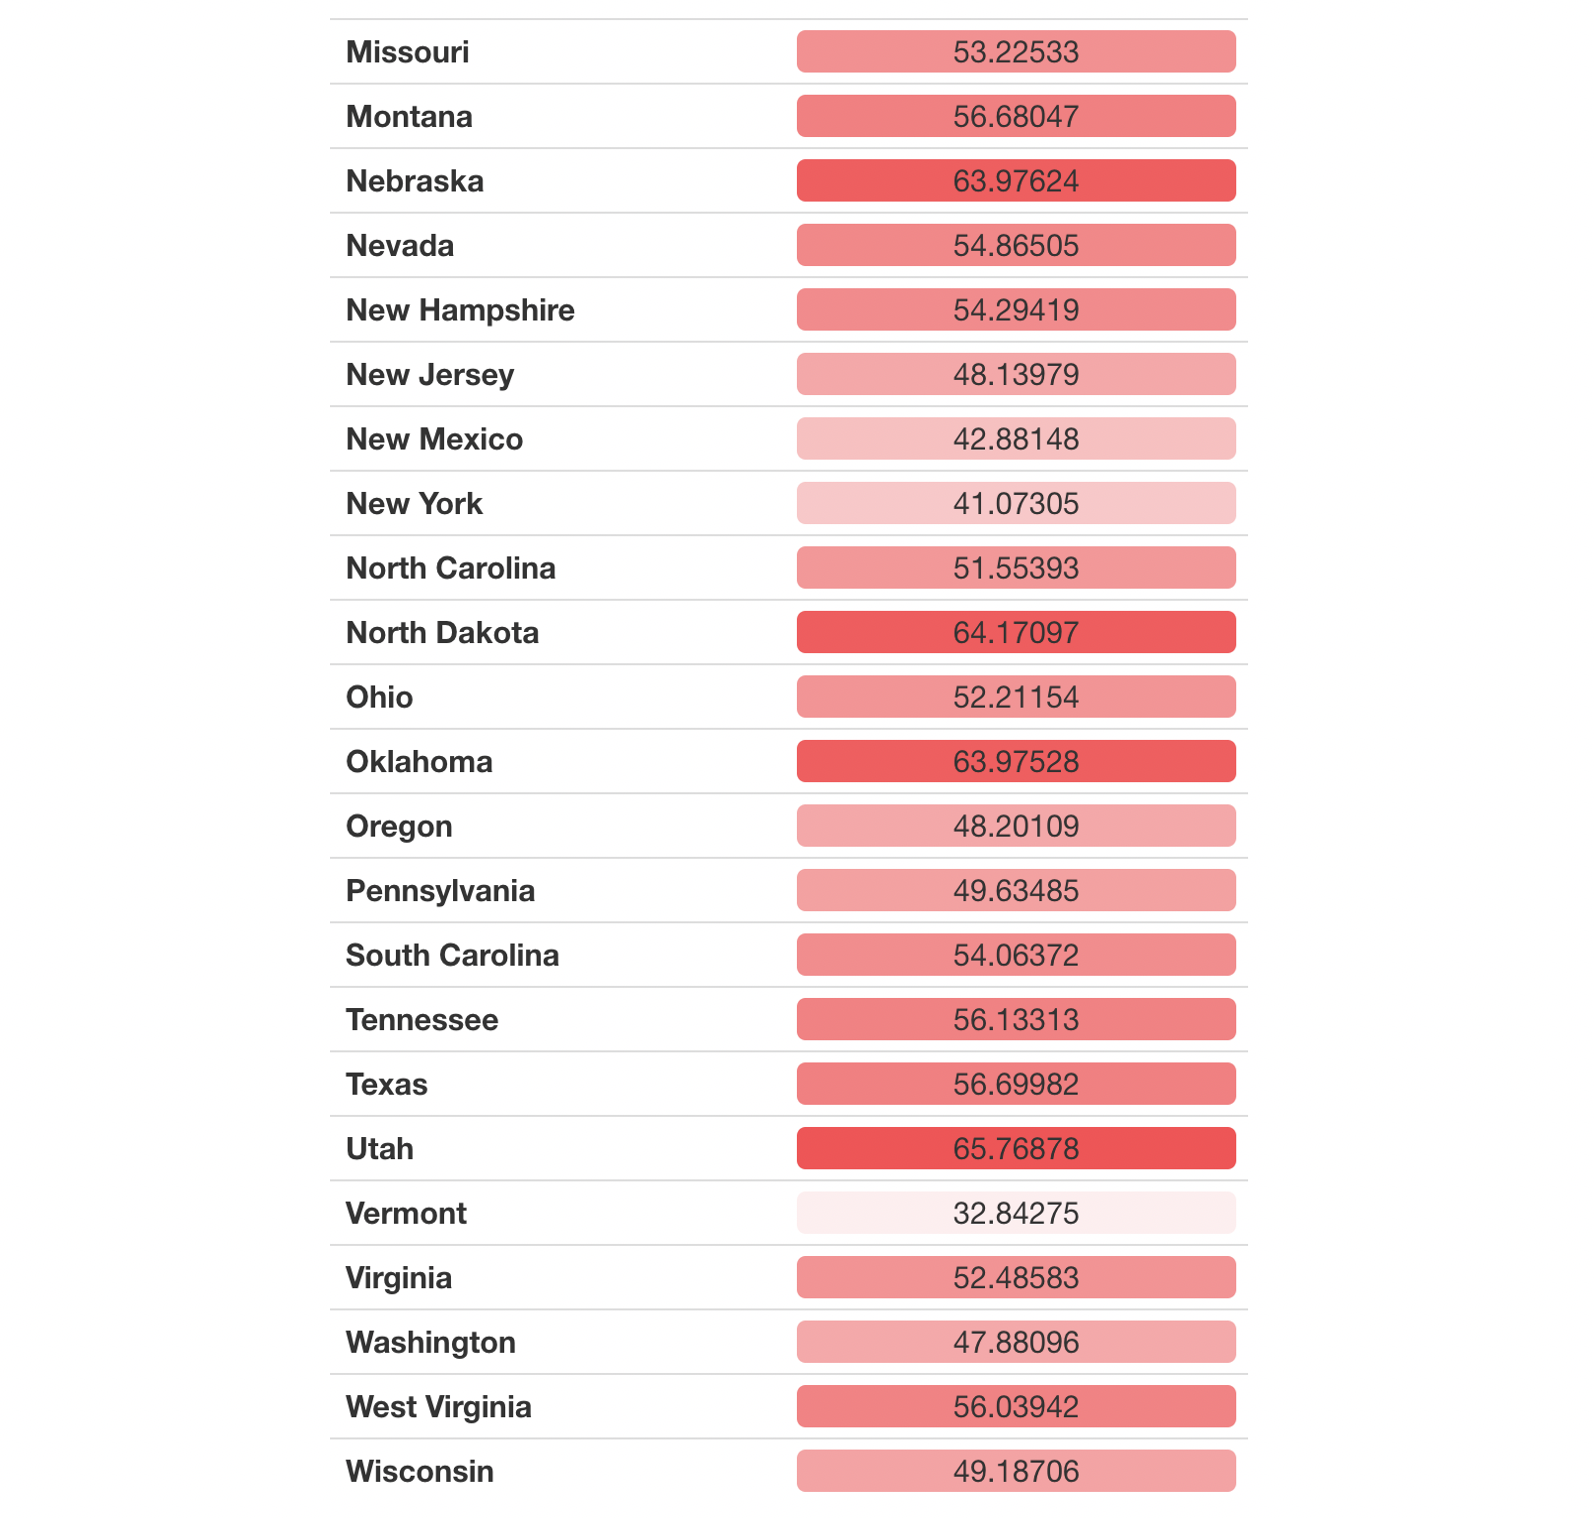 Missouri 53.22533
Montana 56.68047
Nebraska 63.97624
Nevada 54.86505
New Hampshire 54.29419
New Jersey 48.13979
New Mexico 42.88148
New York 41.07305
North Carolina 51.55393
North Dakota 64.17097
Ohio 52.21154
Oklahoma 63.97528
Oregon 48.20109
Pennsylvania 49.63485
South Carolina 54.06372
Tennessee 56.13313
Texas 56.69982
Utah 65.76878
Vermont 32.84275
Virginia 52.48583
Washington 47.88096
West Virginia 56.03942
Wisconsin 49.18706